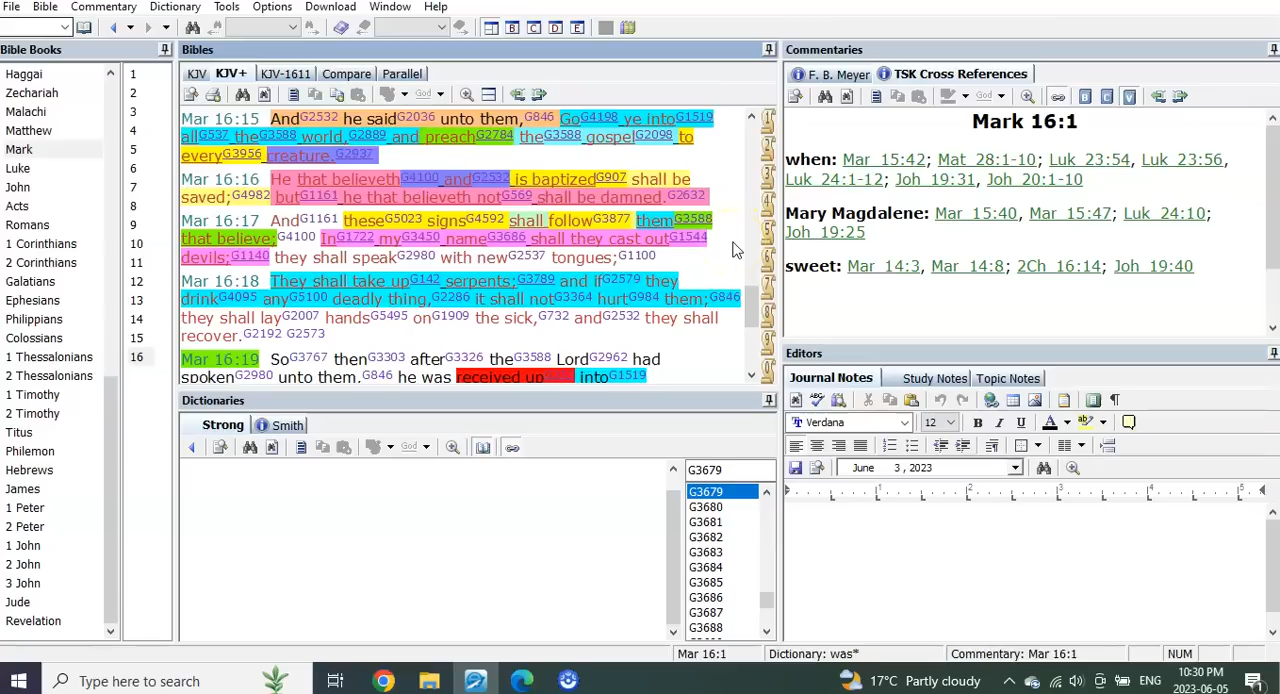 File Bible Commentary Dictionary Tools Options Download Window Help
B C D E
Bible Books
Haggai
Zechariah
Malachi
Matthew
Mark
Luke
John
Acts
Romans
1 Corinthians
2 Corinthians
Galatians
Ephesians
Philippians
Colossians
1 Thessalonians
2 Thessalonians
1 Timothy
2 Timothy
Titus
Philemon
Hebrews
James
1 Peter
2 Peter
1 John
2 John
3 John
Jude
Revelation
1
2
3
4
5
6
7
8
9
10
11
12
13
14
15
16
Bibles
KJV KJV+ KJV-1611 Compare Parallel
God
Mar 16:15 AndG2532 he saidG2036 unto them,G846 GoG4198 ye intoG1519
allG537 theG3588 world,G2889 and preachG2784 theG3588 gospelG2098 to
everyG3956 creature.G2937
Mar 16:16 He that believethG4100 andG2532 is baptizedG907 shall be
saved;G4982 butG1161 he that believeth notG569 shall be damned.G2632
Mar 16:17 AndG1161 theseG5023 signsG4592 shall followG3877 themG3588
that believe;G4100 InG1722 myG3450 nameG3686 shall they cast outG1544
devils;G1140 they shall speakG2980 with newG2537 tongues;G1100
Mar 16:18 They shall take upG142 serpents;G3789 and ifG2579 they
drinkG4095 anyG5100 deadly thing,G2286 it shall notG3364 hurtG984 them;G846
they shall layG2007 handsG5495 onG1909 the sick,G732 andG2532 they shall
recover.G2192 G2573
Mar 16:19 SoG3767 thenG3303 afterG3326 theG3588 LordG2962 had
spokenG2980 unto them,G846 he was received up intoG1519
Dictionaries
Strong Smith
God
G3679
G3679
G3680
G3681
G3682
G3683
G3684
G3685
G3686
G3687
G3688
Commentaries
F. B. Meyer TSK Cross References
God B C V
Mark 16:1
when: Mar 15:42; Mat 28:1-10; Luk 23:54, Luk 23:56,
Luk 24:1-12; Joh 19:31, Joh 20:1-10
Mary Magdalene: Mar 15:40, Mar 15:47; Luk 24:10;
Joh 19:25
sweet: Mar 14:3, Mar 14:8; 2Ch 16:14; Joh 19:40
Editors
Journal Notes Study Notes Topic Notes
Verdana 12 B I U A ab
June 3 , 2023
1 2 3 4 5
Mar 16:1 Dictionary: was* Commentary: Mar 16:1 NUM
Type here to search 17°C Partly cloudy ENG 10:30 PM
2023-06-05
1